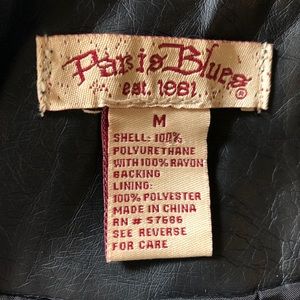 Paris Blues®
est. 1981
M
SHELL: 100%
POLYURETHANE
WITH 100% RAYON
BACKING
LINING:
100% POLYESTER
MADE IN CHINA
RN # 57686
SEE REVERSE
FOR CARE